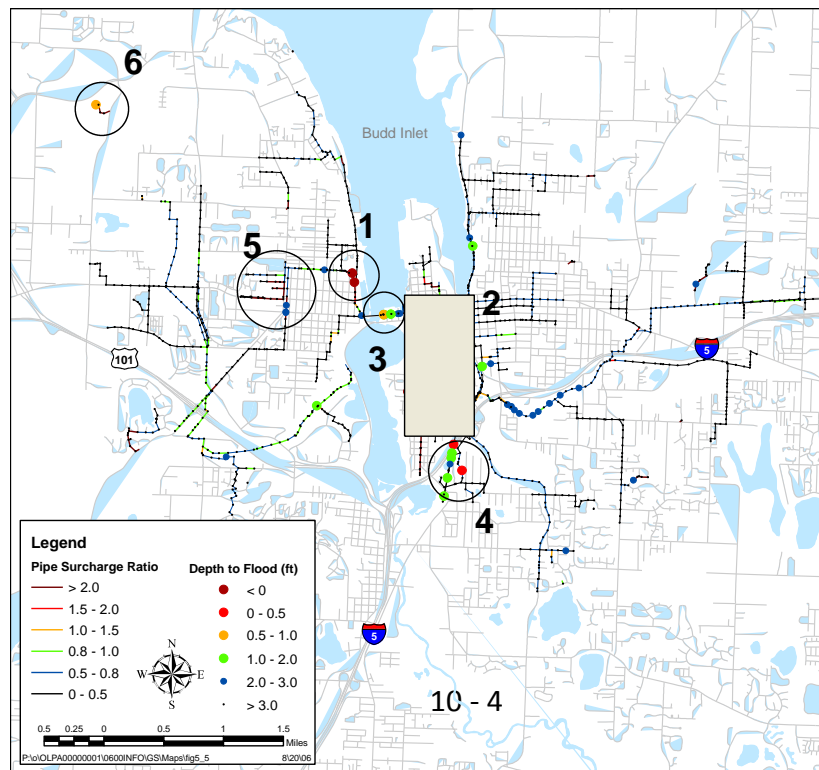 6
Budd Inlet
1
5
2
3
101
5
4
Legend
Pipe Surcharge Ratio
> 2.0
1.5 - 2.0
1.0 - 1.5
0.8 - 1.0
0.5 - 0.8
0 - 0.5
Depth to Flood (ft)
< 0
0 - 0.5
0.5 - 1.0
1.0 - 2.0
2.0 - 3.0
> 3.0
N
W E
S
5
10 - 4
0.5 0.25 0 0.5 1 1.5
Miles
P:\o\OLPA00000001\0600INFO\GS\Maps\fig5_5 8\20\06